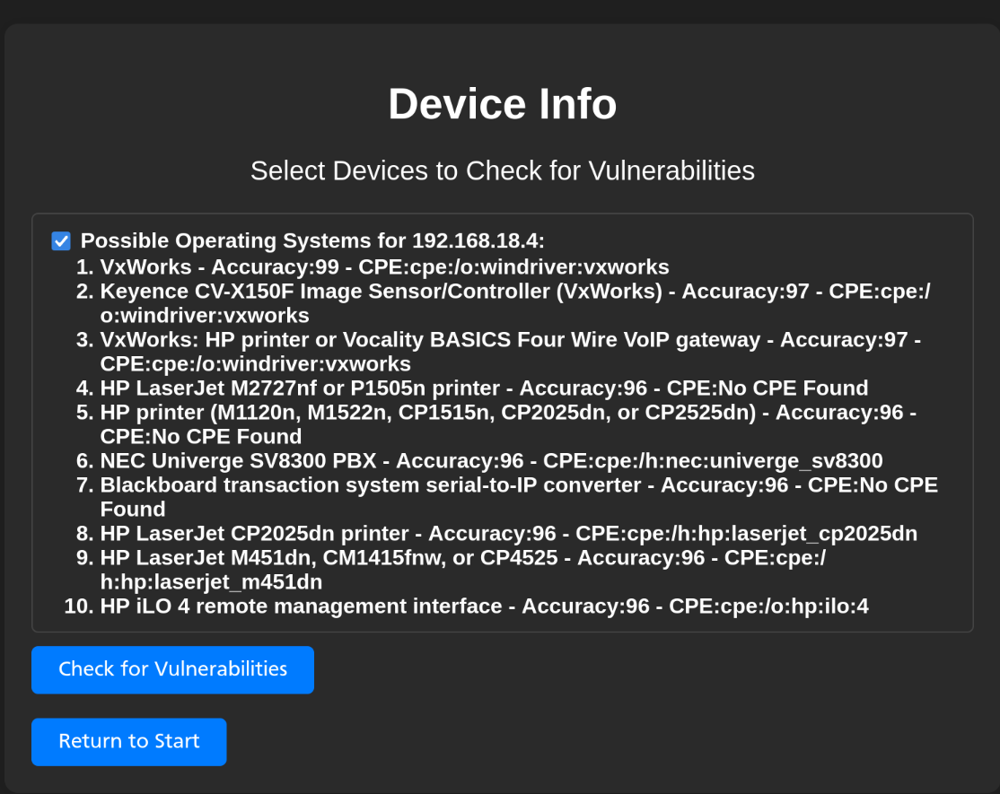 Device Info
Select Devices to Check for Vulnerabilities
Possible Operating Systems for 192.168.18.4:
1. VxWorks - Accuracy:99 - CPE:cpe:/o:windriver:vxworks
2. Keyence CV-X150F Image Sensor/Controller (VxWorks) - Accuracy:97 - CPE:cpe:/
o:windriver:vxworks
3. VxWorks: HP printer or Vocality BASICS Four Wire VoIP gateway - Accuracy:97 -
CPE:cpe:/o:windriver:vxworks
4. HP LaserJet M2727nf or P1505n printer - Accuracy:96 - CPE:No CPE Found
5. HP printer (M1120n, M1522n, CP1515n, CP2025dn, or CP2525dn) - Accuracy:96 -
CPE:No CPE Found
6. NEC Univerge SV8300 PBX - Accuracy:96 - CPE:cpe:/h:nec:univerge_sv8300
7. Blackboard transaction system serial-to-IP converter - Accuracy:96 - CPE:No CPE
Found
8. HP LaserJet CP2025dn printer - Accuracy:96 - CPE:cpe:/h:hp:laserjet_cp2025dn
9. HP LaserJet M451dn, CM1415fnw, or CP4525 - Accuracy:96 - CPE:cpe:/
h:hp:laserjet_m451dn
10. HP iLO 4 remote management interface - Accuracy:96 - CPE:cpe:/o:hp:ilo:4
Check for Vulnerabilities
Return to Start